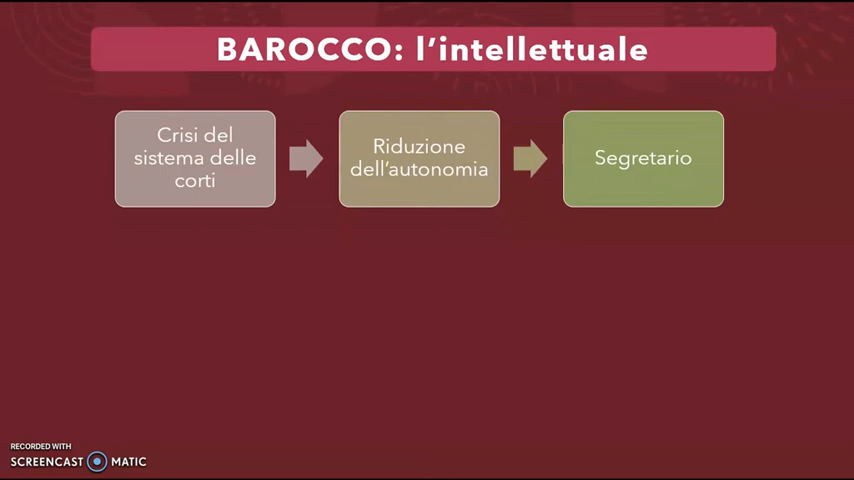 BAROCCO: l’intellettuale
Crisi del
sistema delle
corti
Riduzione
dell’autonomia
Segretario
RECORDED WITH
SCREENCAST MATIC